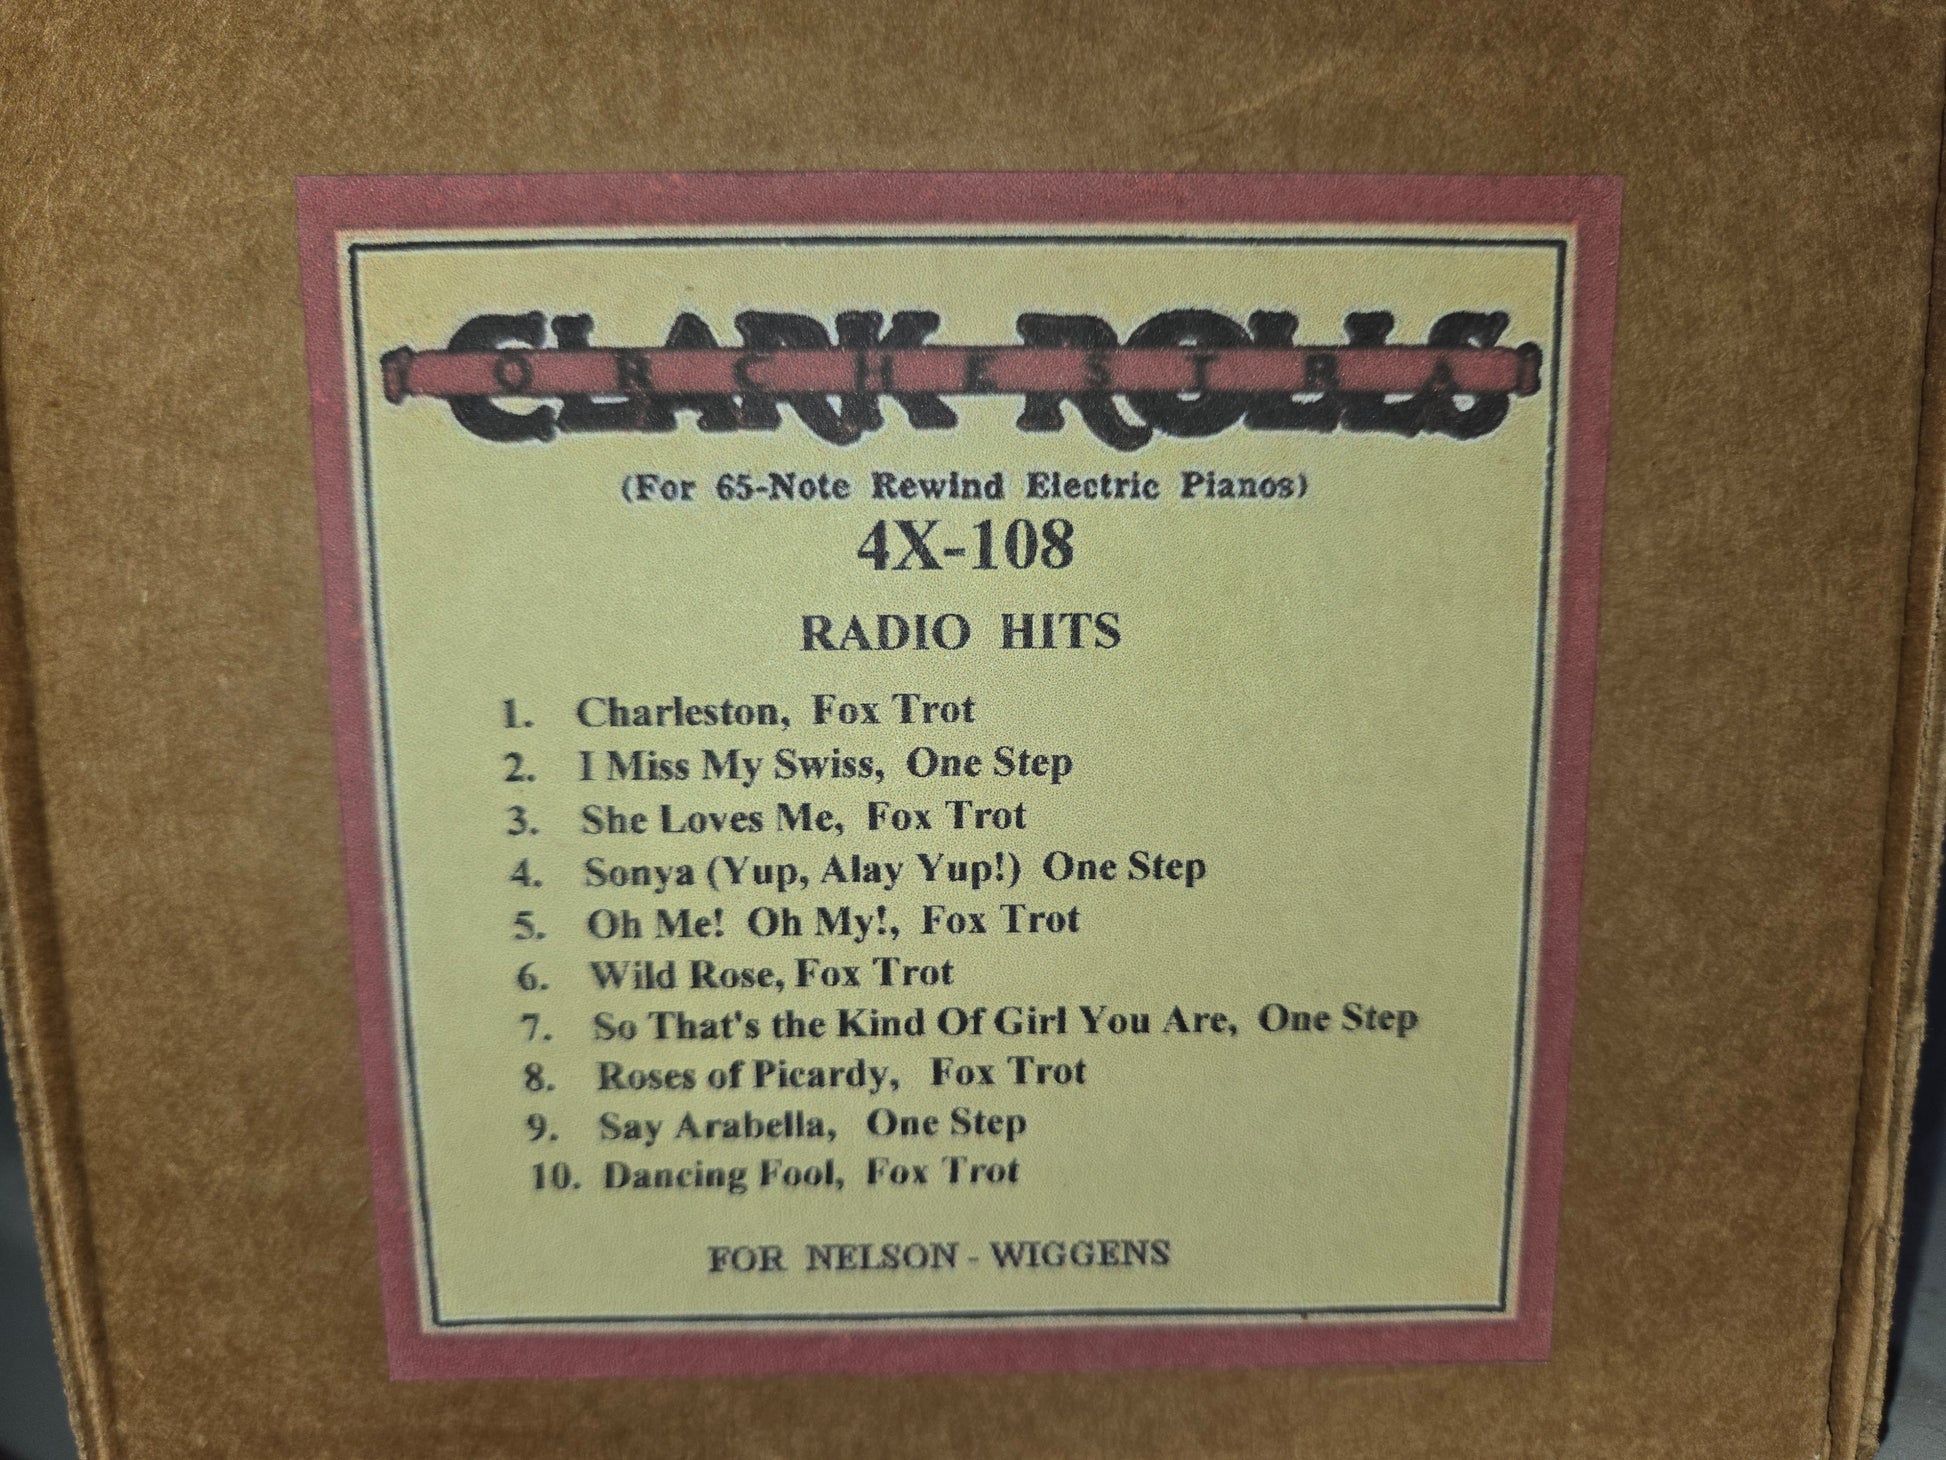 CLARK ROLLS
ORCHESTRA
(For 65-Note Rewind Electric Pianos)
4X-108
RADIO HITS
1. Charleston, Fox Trot
2. I Miss My Swiss, One Step
3. She Loves Me, Fox Trot
4. Sonya (Yup, Alay Yup!) One Step
5. Oh Me! Oh My!, Fox Trot
6. Wild Rose, Fox Trot
7. So That's the Kind Of Girl You Are, One Step
8. Roses of Picardy, Fox Trot
9. Say Arabella, One Step
10. Dancing Fool, Fox Trot
FOR NELSON - WIGGENS